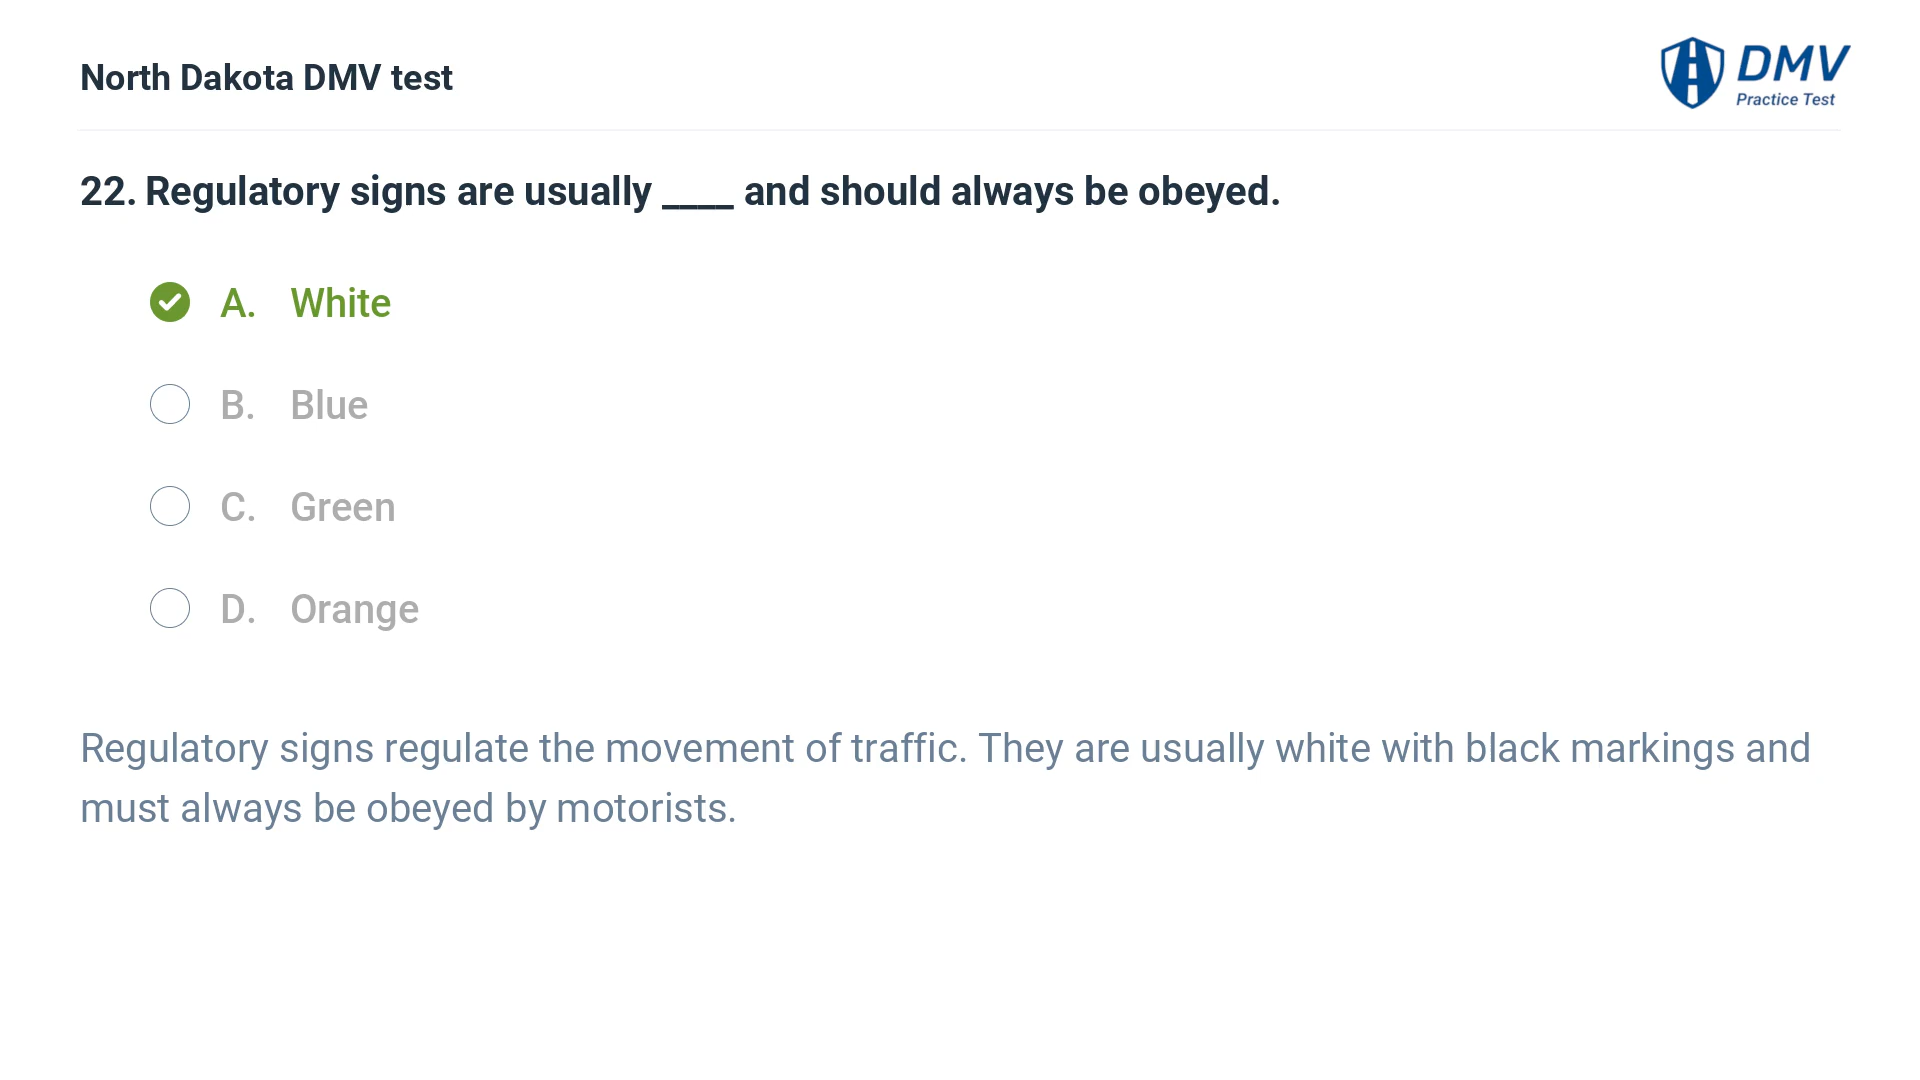 North Dakota DMV test
DMV
Practice Test
22. Regulatory signs are usually ____ and should always be obeyed.
A. White
B. Blue
C. Green
D. Orange
Regulatory signs regulate the movement of traffic. They are usually white with black markings and
must always be obeyed by motorists.